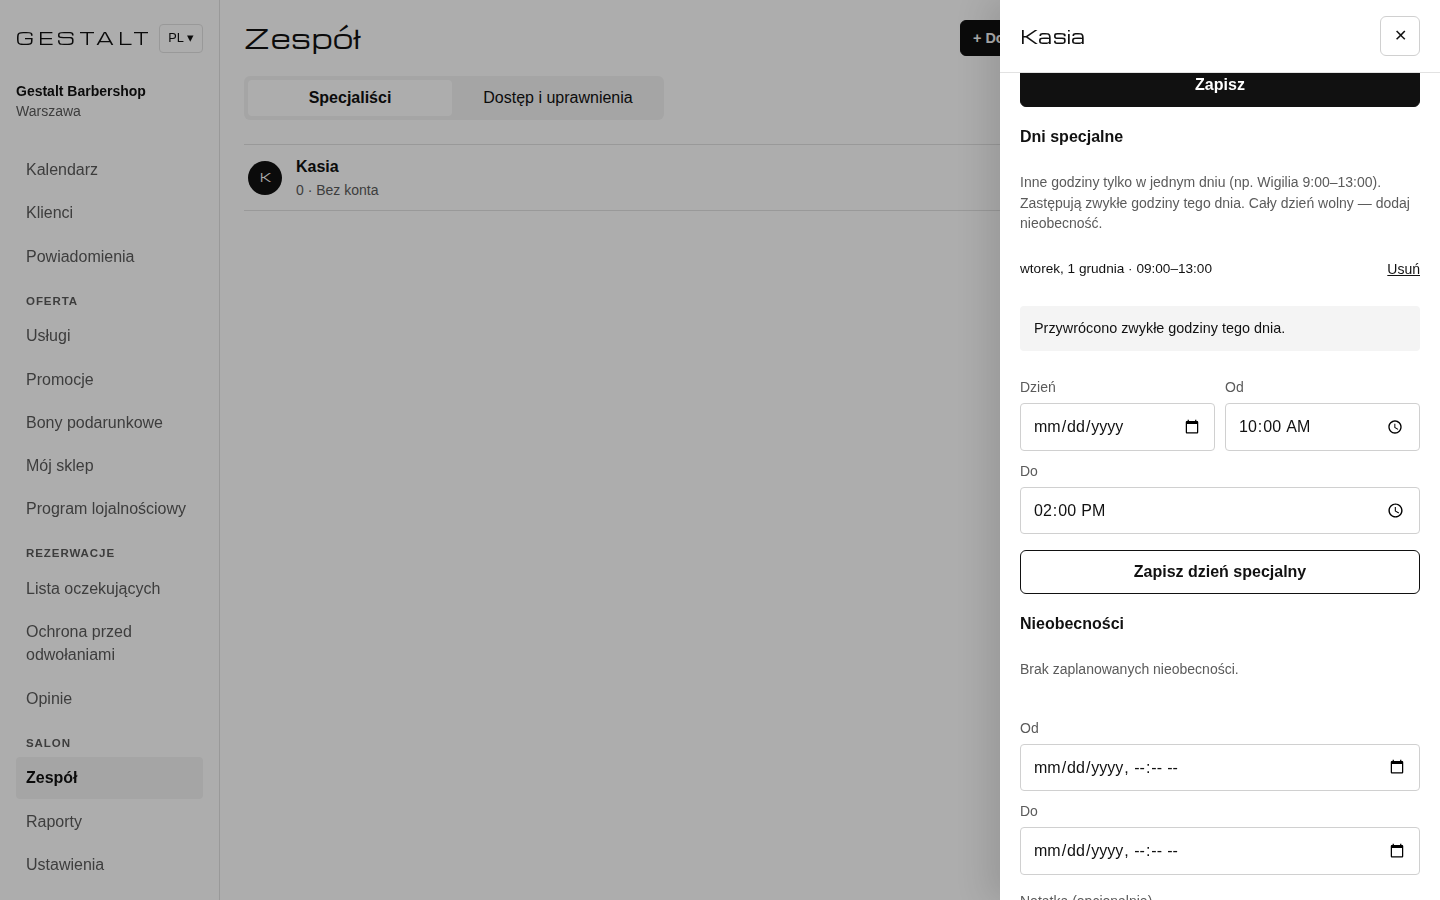 GESTALT
PL ▾
Gestalt Barbershop
Warszawa
Kalendarz
Klienci
Powiadomienia
OFERTA
Usługi
Promocje
Bony podarunkowe
Mój sklep
Program lojalnościowy
REZERWACJE
Lista oczekujących
Ochrona przed
odwołaniami
Opinie
SALON
Zespół
Raporty
Ustawienia
Zespół
Specjaliści
Dostęp i uprawnienia
K
Kasia
0 · Bez konta
Kasia
✕
Zapisz
Dni specjalne
Inne godziny tylko w jednym dniu (np. Wigilia 9:00–13:00).
Zastępują zwykłe godziny tego dnia. Cały dzień wolny — dodaj
nieobecność.
wtorek, 1 grudnia · 09:00–13:00
Usuń
Przywrócono zwykłe godziny tego dnia.
Dzień
Od
mm/dd/yyyy
10:00 AM
Do
02:00 PM
Zapisz dzień specjalny
Nieobecności
Brak zaplanowanych nieobecności.
Od
mm/dd/yyyy, --:-- --
Do
mm/dd/yyyy, --:-- --